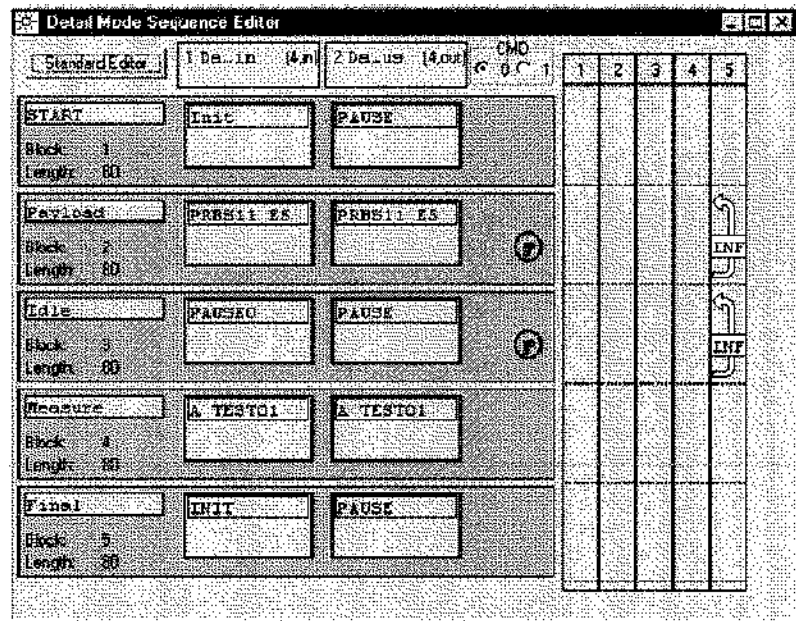 Detail Mode Sequence Editor
Standard Editor
1 De...in (4,in)
2 De...us (4,out)
CMD
0 1
1 2 3 4 5
START
Init
PAUSE
Block: 1
Length: 80
Payload
PRBS11 ES
PRBS11 ES
Block: 2
Length: 80
INF
Idle
PAUSE0
PAUSE
Block: 3
Length: 80
INF
Measure
A TEST01
A TEST01
Block: 4
Length: 80
Final
INIT
PAUSE
Block: 5
Length: 80